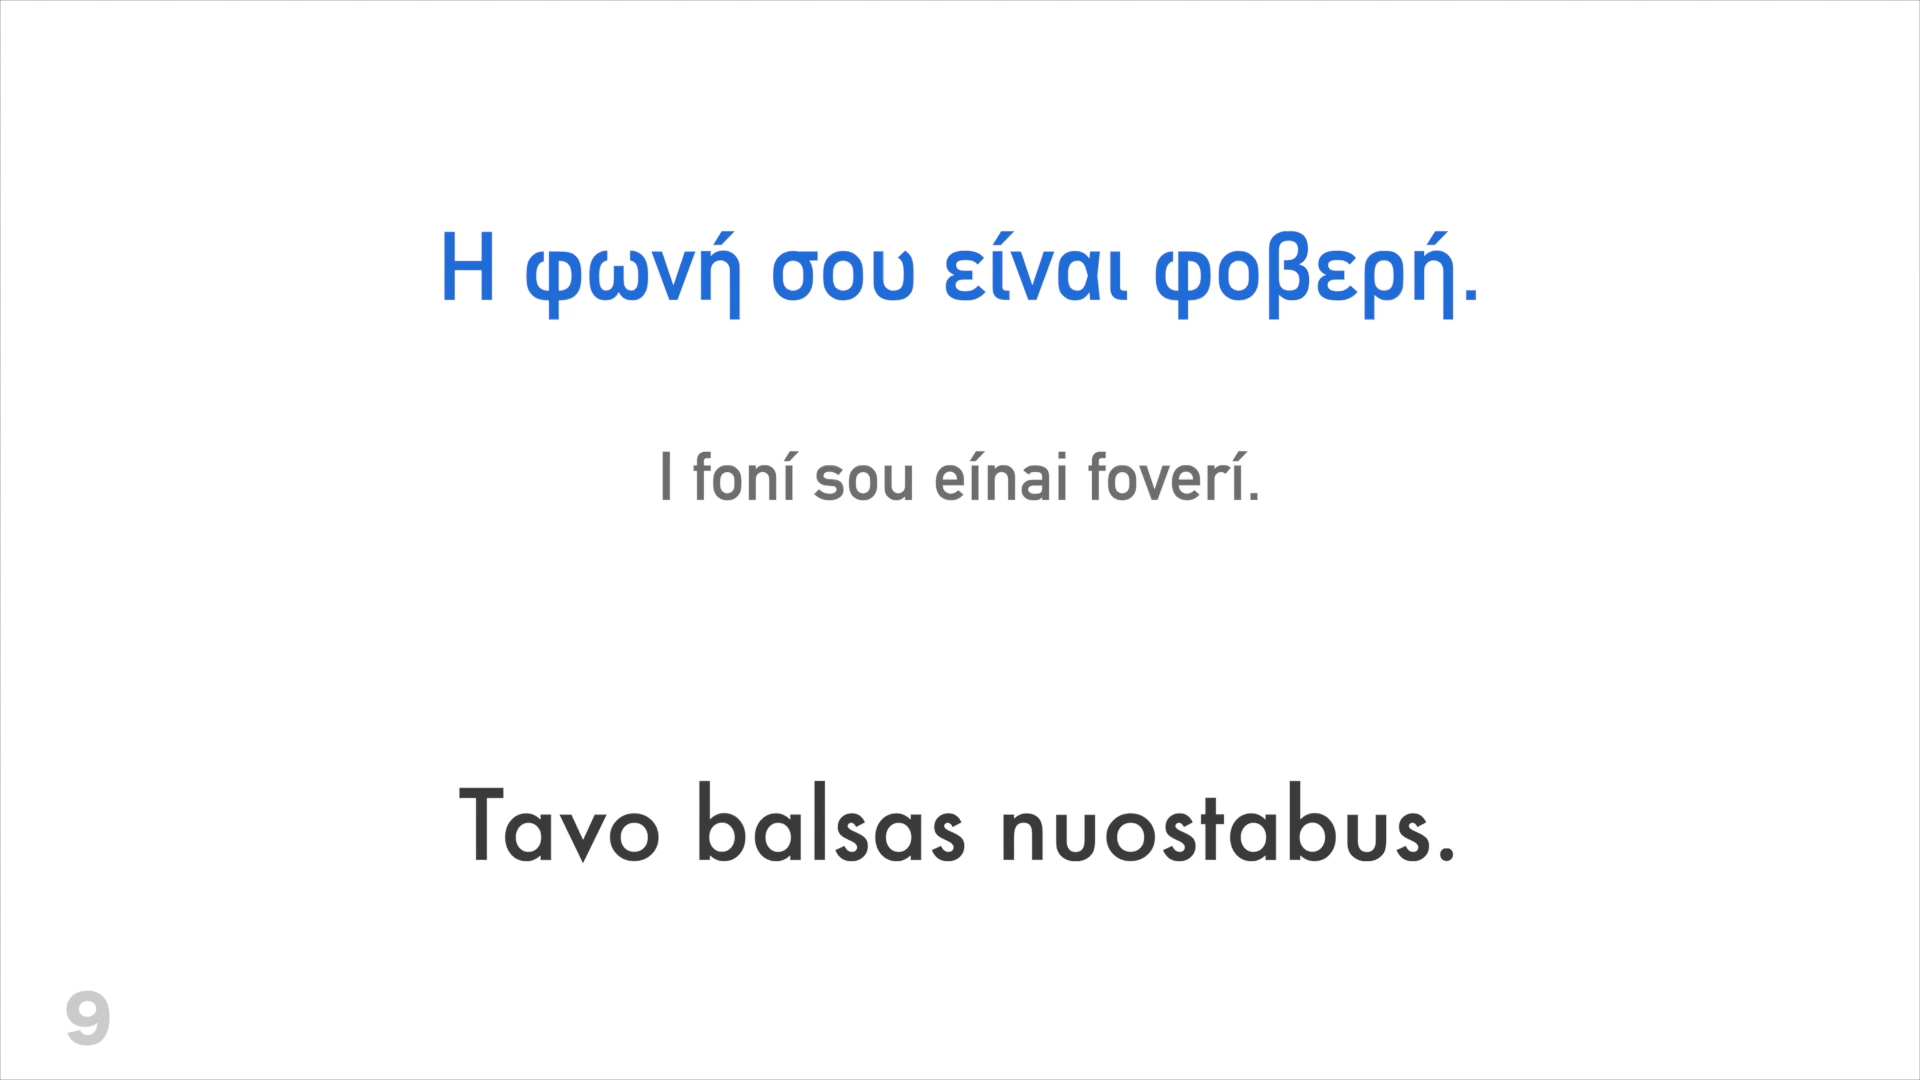 Η φωνή σου είναι φοβερή.
I foní sou eínai foverí.
Tavo balsas nuostabus.
9